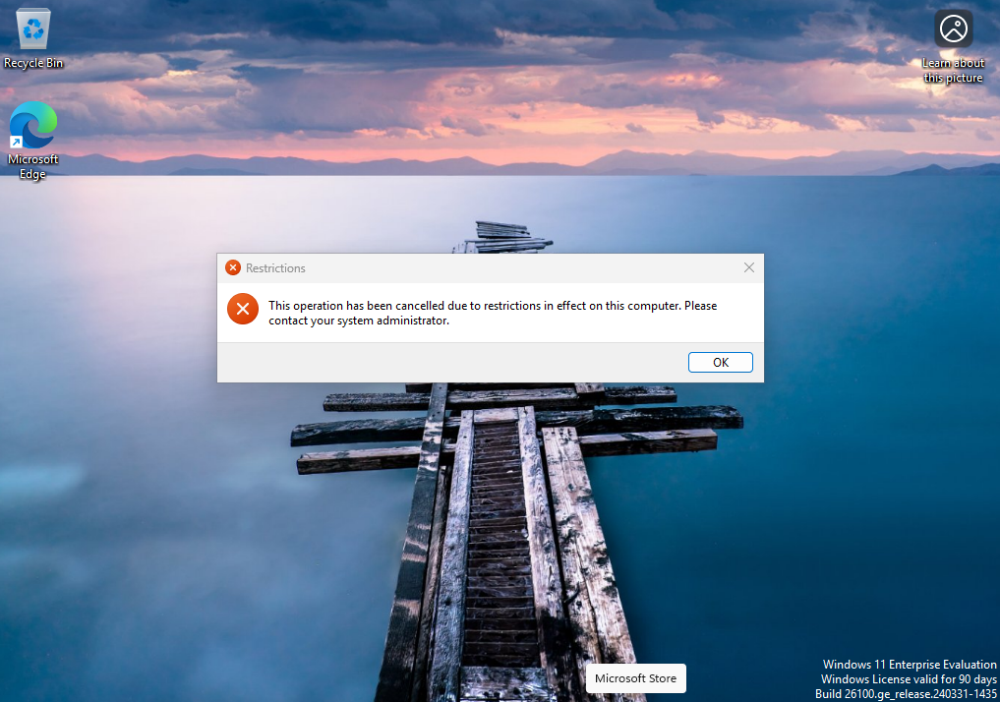 Recycle Bin
Learn about
this picture
Microsoft
Edge
Restrictions
This operation has been cancelled due to restrictions in effect on this computer. Please
contact your system administrator.
OK
Microsoft Store
Windows 11 Enterprise Evaluation
Windows License valid for 90 days
Build 26100.ge_release.240331-1435